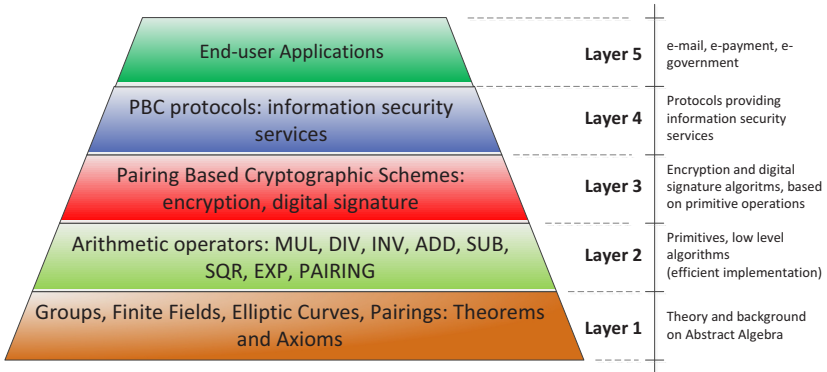 End-user Applications
Layer 5
e-mail, e-payment, e-
government
PBC protocols: information security
services
Layer 4
Protocols providing
information security
services
Pairing Based Cryptographic Schemes:
encryption, digital signature
Layer 3
Encryption and digital
signature algoritms, based
on primitive operations
Arithmetic operators: MUL, DIV, INV, ADD, SUB,
SQR, EXP, PAIRING
Layer 2
Primitives, low level
algorithms
(efficient implementation)
Groups, Finite Fields, Elliptic Curves, Pairings: Theorems
and Axioms
Layer 1
Theory and background
on Abstract Algebra